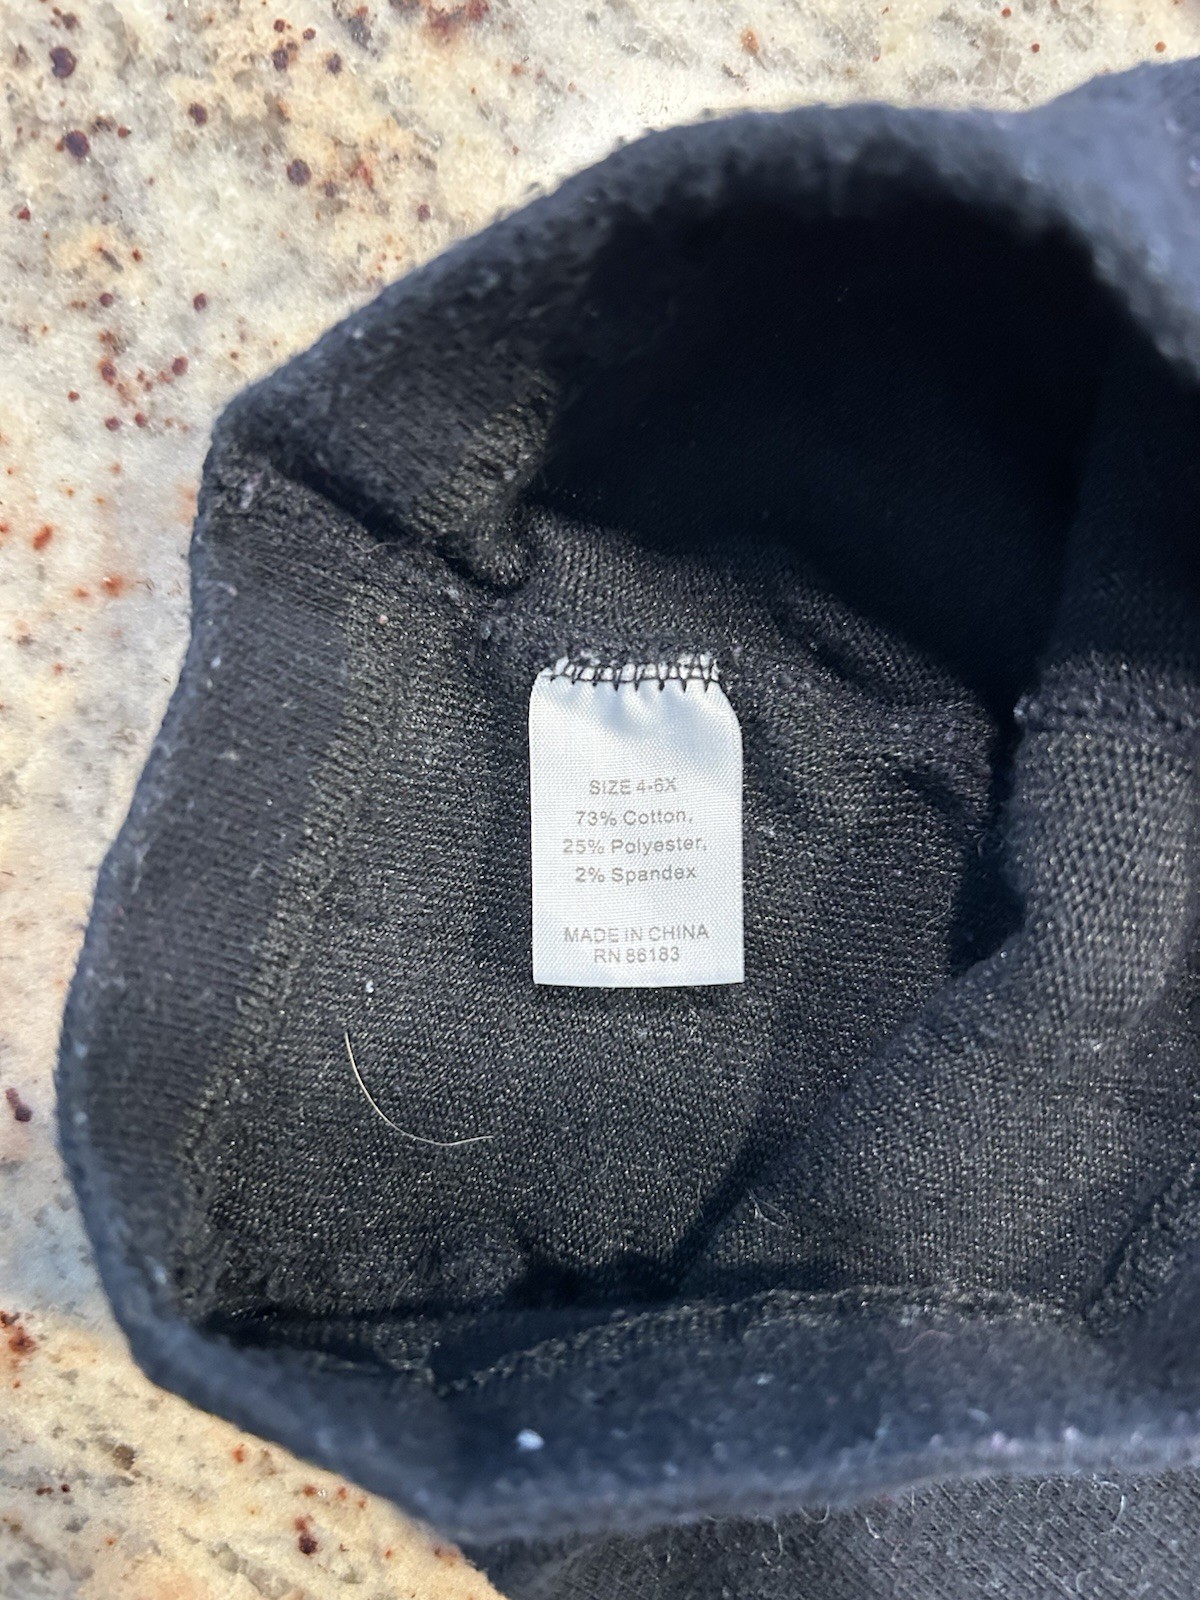 SIZE 4-6X
73% Cotton,
25% Polyester,
2% Spandex
MADE IN CHINA
RN 86183